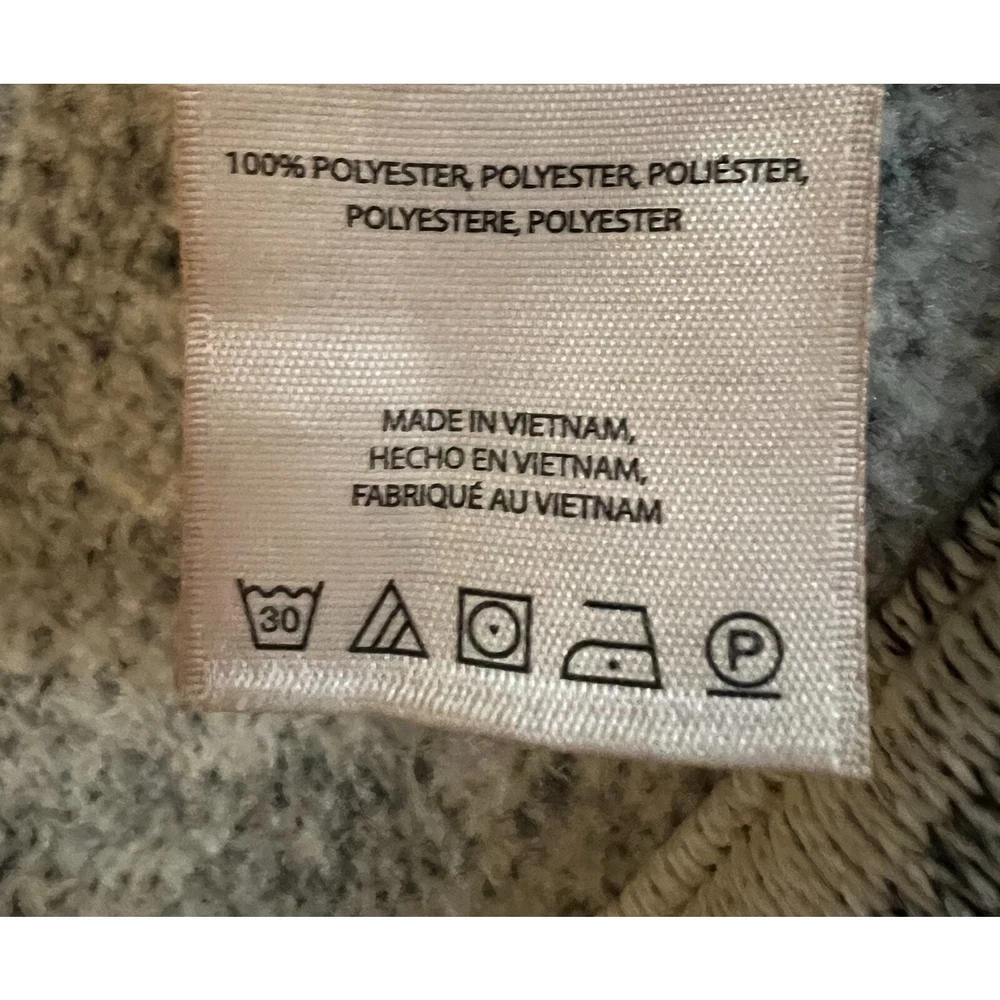 100% POLYESTER, POLYESTER, POLIÉSTER,
POLYESTERE, POLYESTER
MADE IN VIETNAM,
HECHO EN VIETNAM,
FABRIQUÉ AU VIETNAM
30
P